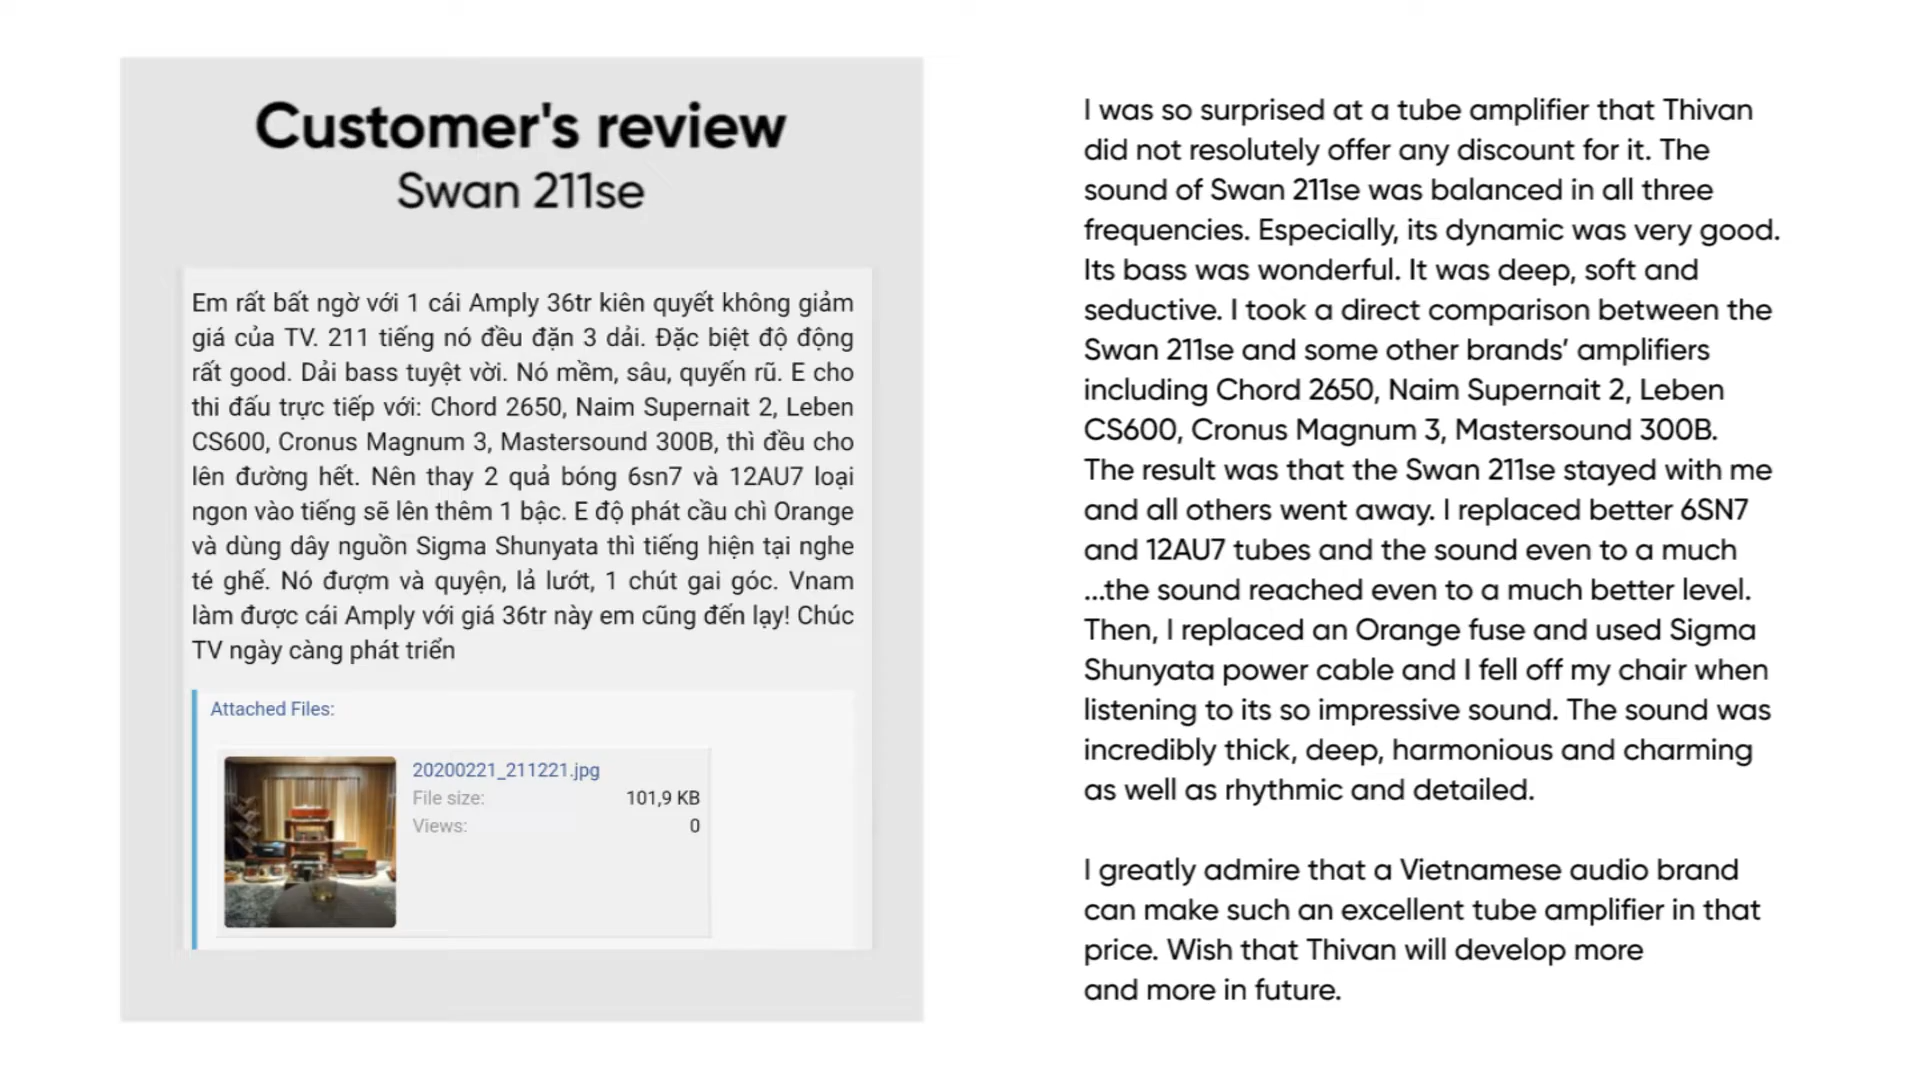 Customer's review
Swan 211se
Em rất bất ngờ với 1 cái Amply 36tr kiên quyết không giảm
giá của TV. 211 tiếng nó đều đặn 3 dải. Đặc biệt độ động
rất good. Dải bass tuyệt vời. Nó mềm, sâu, quyến rũ. E cho
thi đấu trực tiếp với: Chord 2650, Naim Supernait 2, Leben
CS600, Cronus Magnum 3, Mastersound 300B, thì đều cho
lên đường hết. Nên thay 2 quả bóng 6sn7 và 12AU7 loại
ngon vào tiếng sẽ lên thêm 1 bậc. E độ phát cầu chì Orange
và dùng dây nguồn Sigma Shunyata thì tiếng hiện tại nghe
té ghế. Nó đượm và quyện, lả lướt, 1 chút gai góc. Vnam
làm được cái Amply với giá 36tr này em cũng đến lạy! Chúc
TV ngày càng phát triển
Attached Files:
20200221_211221.jpg
File size: 101,9 KB
Views: 0
I was so surprised at a tube amplifier that Thivan
did not resolutely offer any discount for it. The
sound of Swan 211se was balanced in all three
frequencies. Especially, its dynamic was very good.
Its bass was wonderful. It was deep, soft and
seductive. I took a direct comparison between the
Swan 211se and some other brands’ amplifiers
including Chord 2650, Naim Supernait 2, Leben
CS600, Cronus Magnum 3, Mastersound 300B.
The result was that the Swan 211se stayed with me
and all others went away. I replaced better 6SN7
and 12AU7 tubes and the sound even to a much
...the sound reached even to a much better level.
Then, I replaced an Orange fuse and used Sigma
Shunyata power cable and I fell off my chair when
listening to its so impressive sound. The sound was
incredibly thick, deep, harmonious and charming
as well as rhythmic and detailed.
I greatly admire that a Vietnamese audio brand
can make such an excellent tube amplifier in that
price. Wish that Thivan will develop more
and more in future.